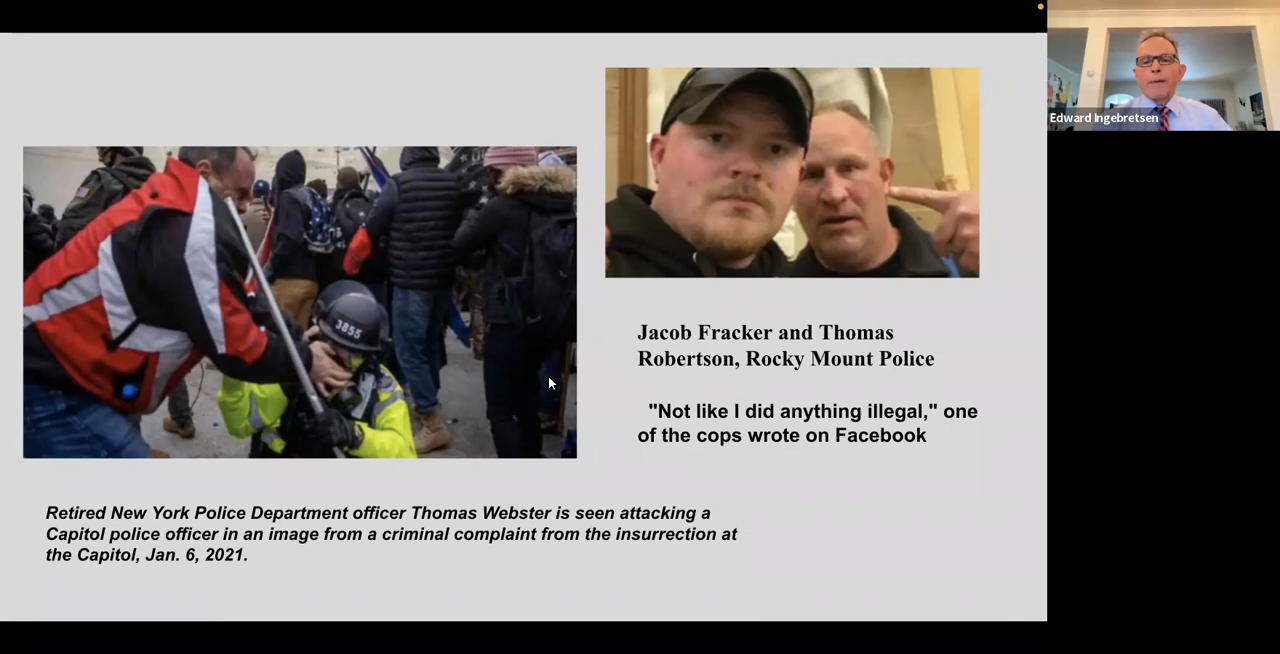 Edward Ingebretsen
3855
Jacob Fracker and Thomas
Robertson, Rocky Mount Police
"Not like I did anything illegal," one
of the cops wrote on Facebook
Retired New York Police Department officer Thomas Webster is seen attacking a
Capitol police officer in an image from a criminal complaint from the insurrection at
the Capitol, Jan. 6, 2021.